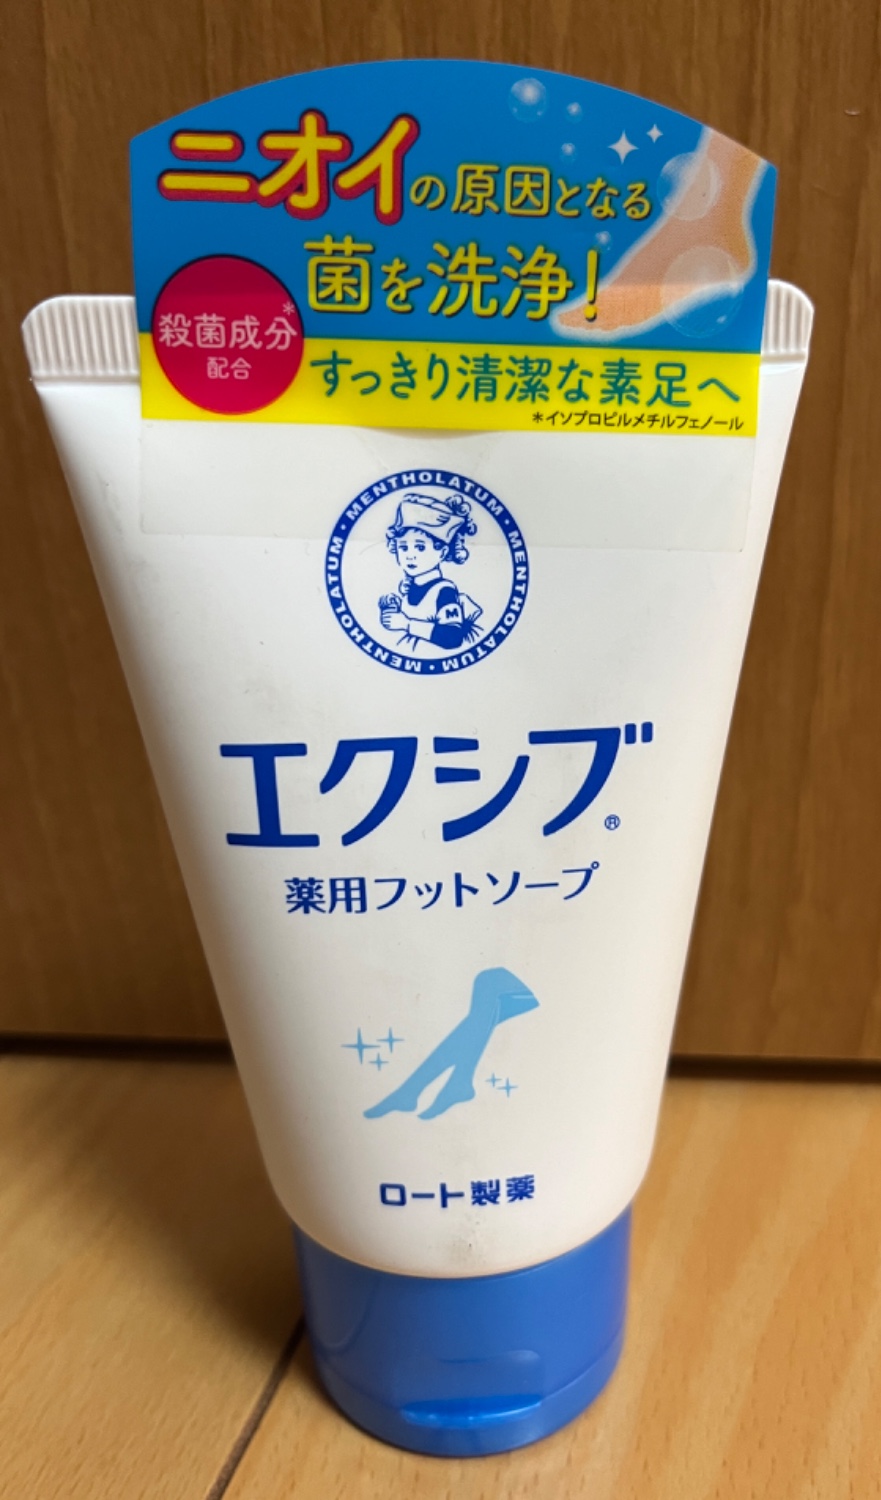 ニオイの原因となる
菌を洗浄!
殺菌成分*
配合
すっきり清潔な素足へ
*イソプロピルメチルフェノール
MENTHOLATUM・MENTHOLATUM・MENTHOLATUM・
M
エクシブ®
薬用フットソープ
ロート製薬